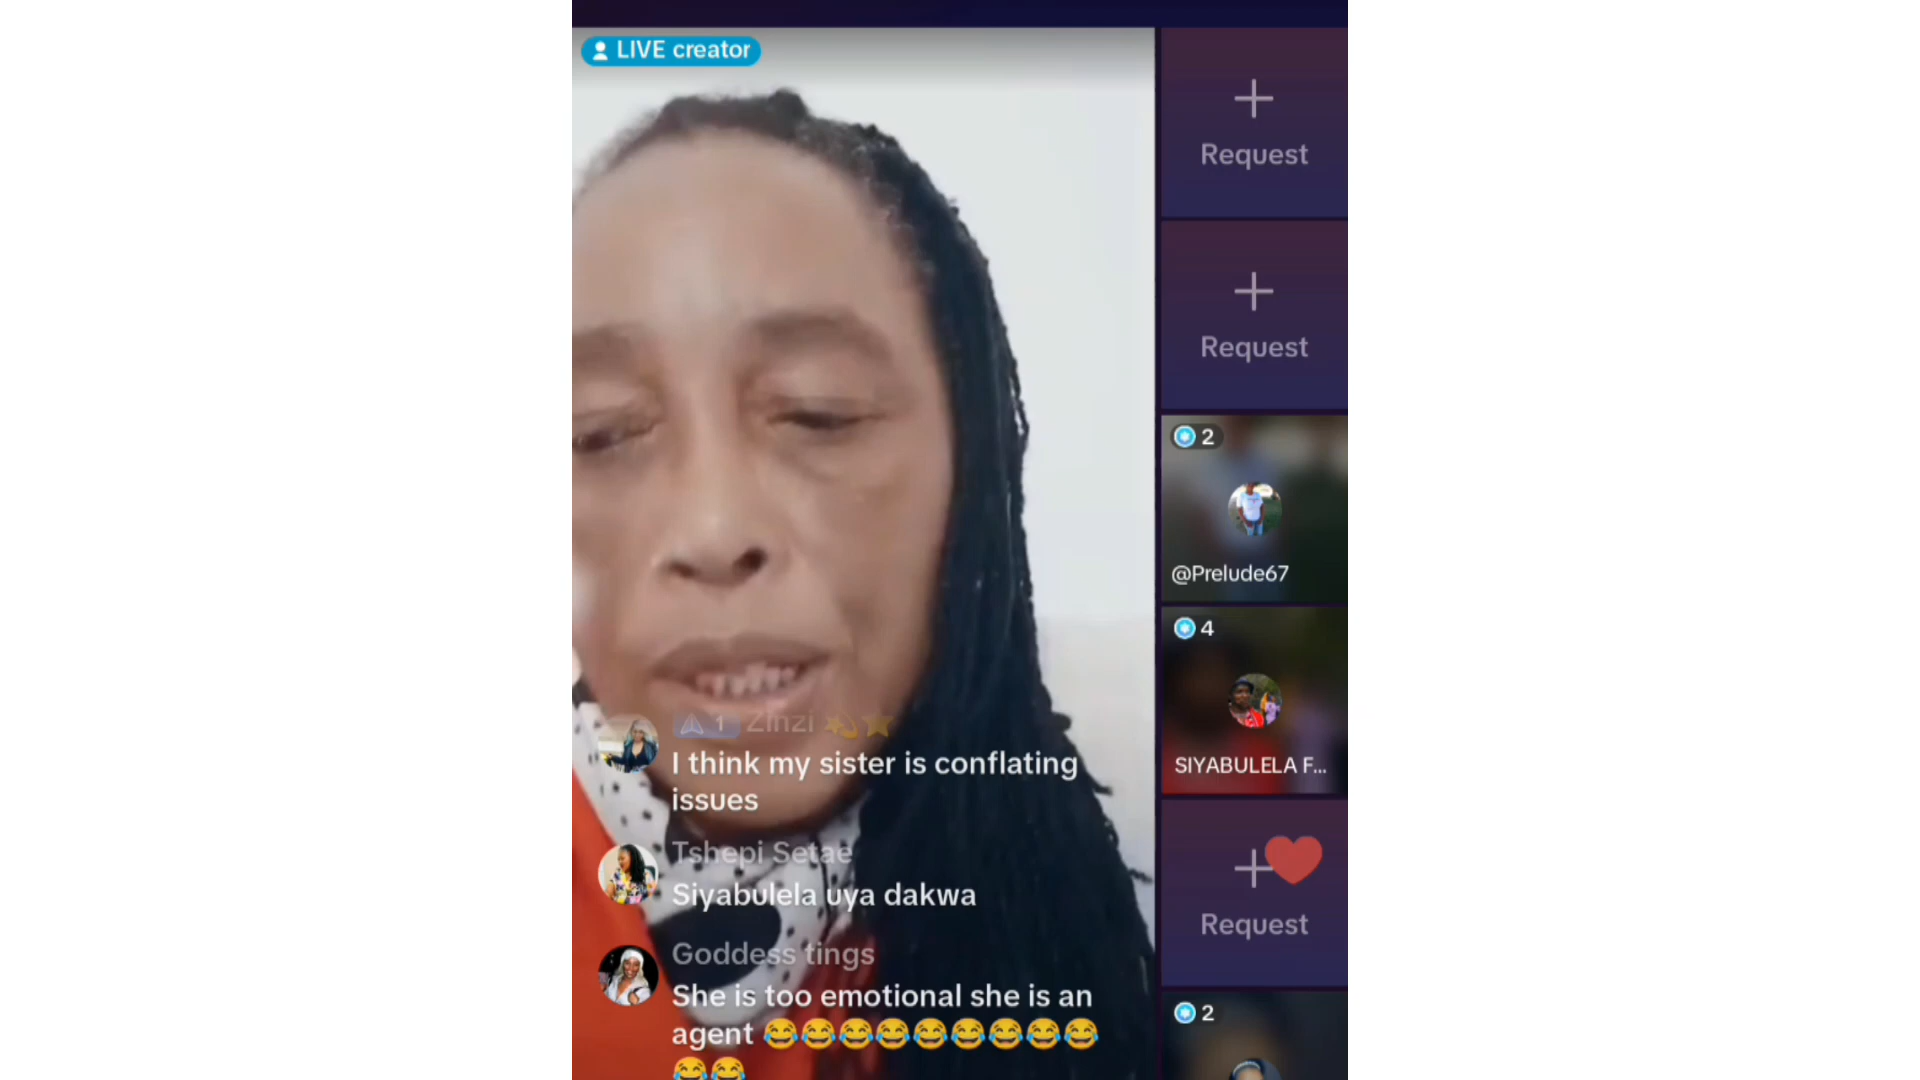 LIVE creator
Request
Request
2
@Prelude67
4
SIYABULELA F...
Request
2
1 Zinzi 💫⭐
I think my sister is conflating
issues
Tshepi Setae
Siyabulela uya dakwa
Goddess tings
She is too emotional she is an
agent 😂😂😂😂😂😂😂😂😂
😂😂